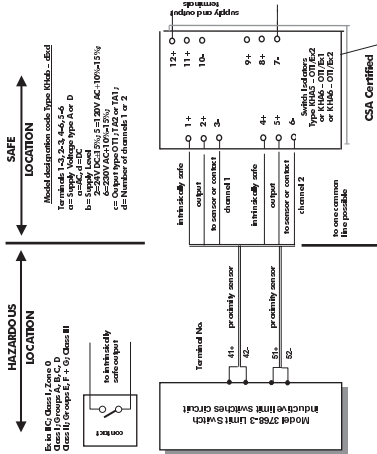 HAZARDOUS
LOCATION
SAFE
LOCATION
Ex ia IIC; Class I, Zone 0
Class I; Groups A, B, C, D
Class II; Groups E, F + G; Class III
contact
to intrinsically
safe output
Model 3768-3 Limit Switch
inductive limit switches circuit
Terminal No.
41+
42-
51+
52-
proximity sensor
proximity sensor
Model designation code Type KHab – dbcd
Terminals 1-3, 2-3, 4-6, 5-6
a = Supply Voltage type A or D
a=AC, d=DC
b = Supply Level
2=24V DC±15%; 5=120V AC+10%-15%;
6=230V AC+10%-15%;
c = Output type OT1; TA2 or TA1;
d = Number of channels 1 or 2
intrinsically safe
output
to sensor or contact
channel 1
intrinsically safe
output
to sensor or contact
channel 2
to one common
line possible
1+
2+
3-
4+
5+
6-
12+
11+
10-
9+
8+
7-
supply and output
terminals
Switch Isolators
Type KHA5 – OTI/Ex2
or KHA6 – OTI/Ex1
or KHA6 – OTI/Ex2
CSA Certified